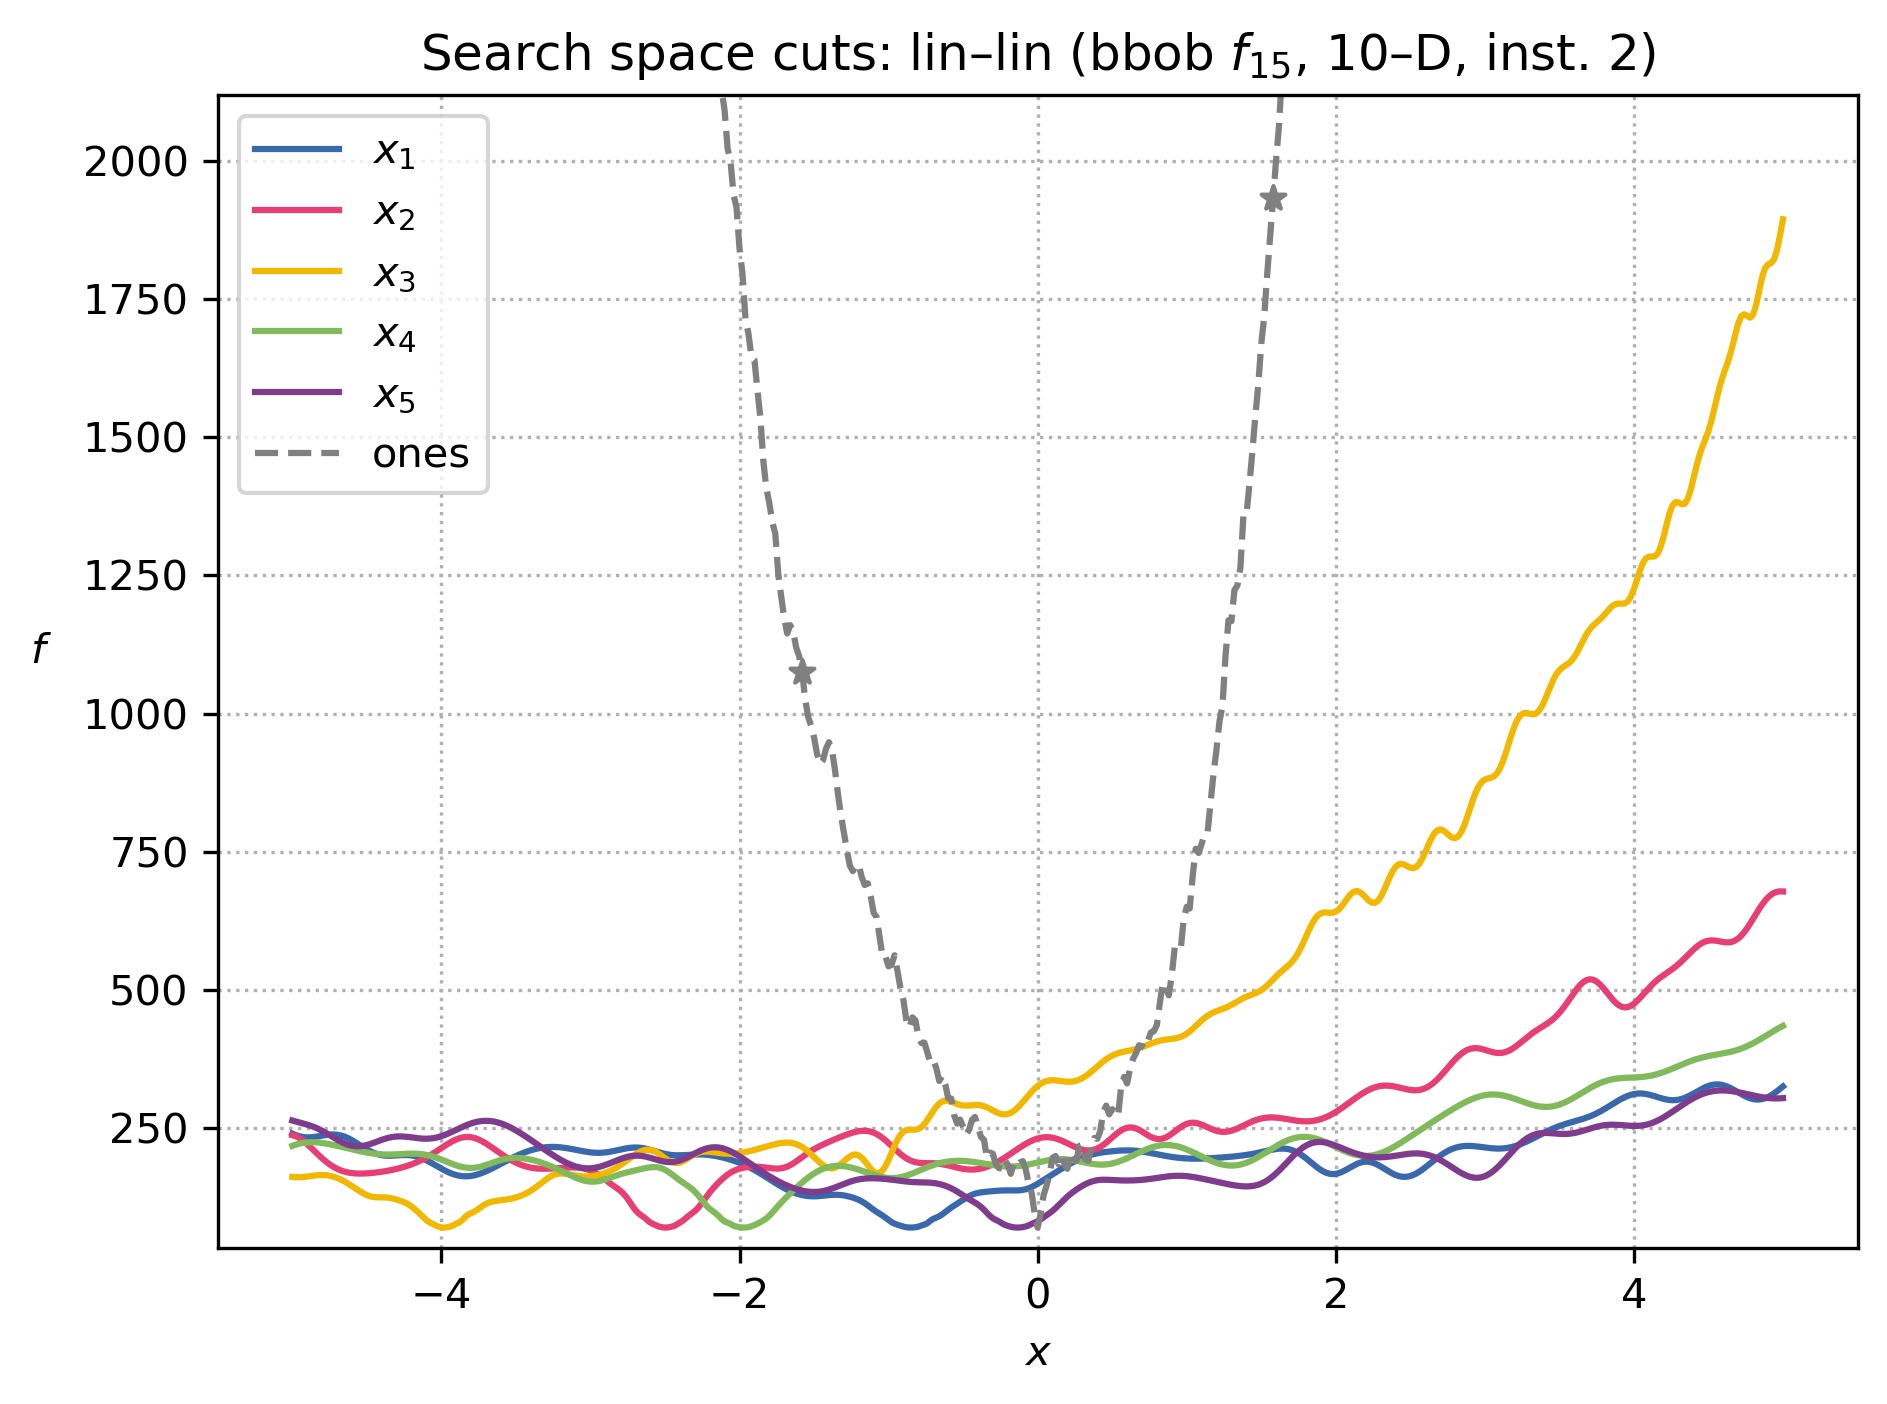 Search space cuts: lin–lin (bbob f15, 10–D, inst. 2)
x1
x2
x3
x4
x5
ones
2000
1750
1500
1250
1000
750
500
250
f
−4
−2
0
2
4
x